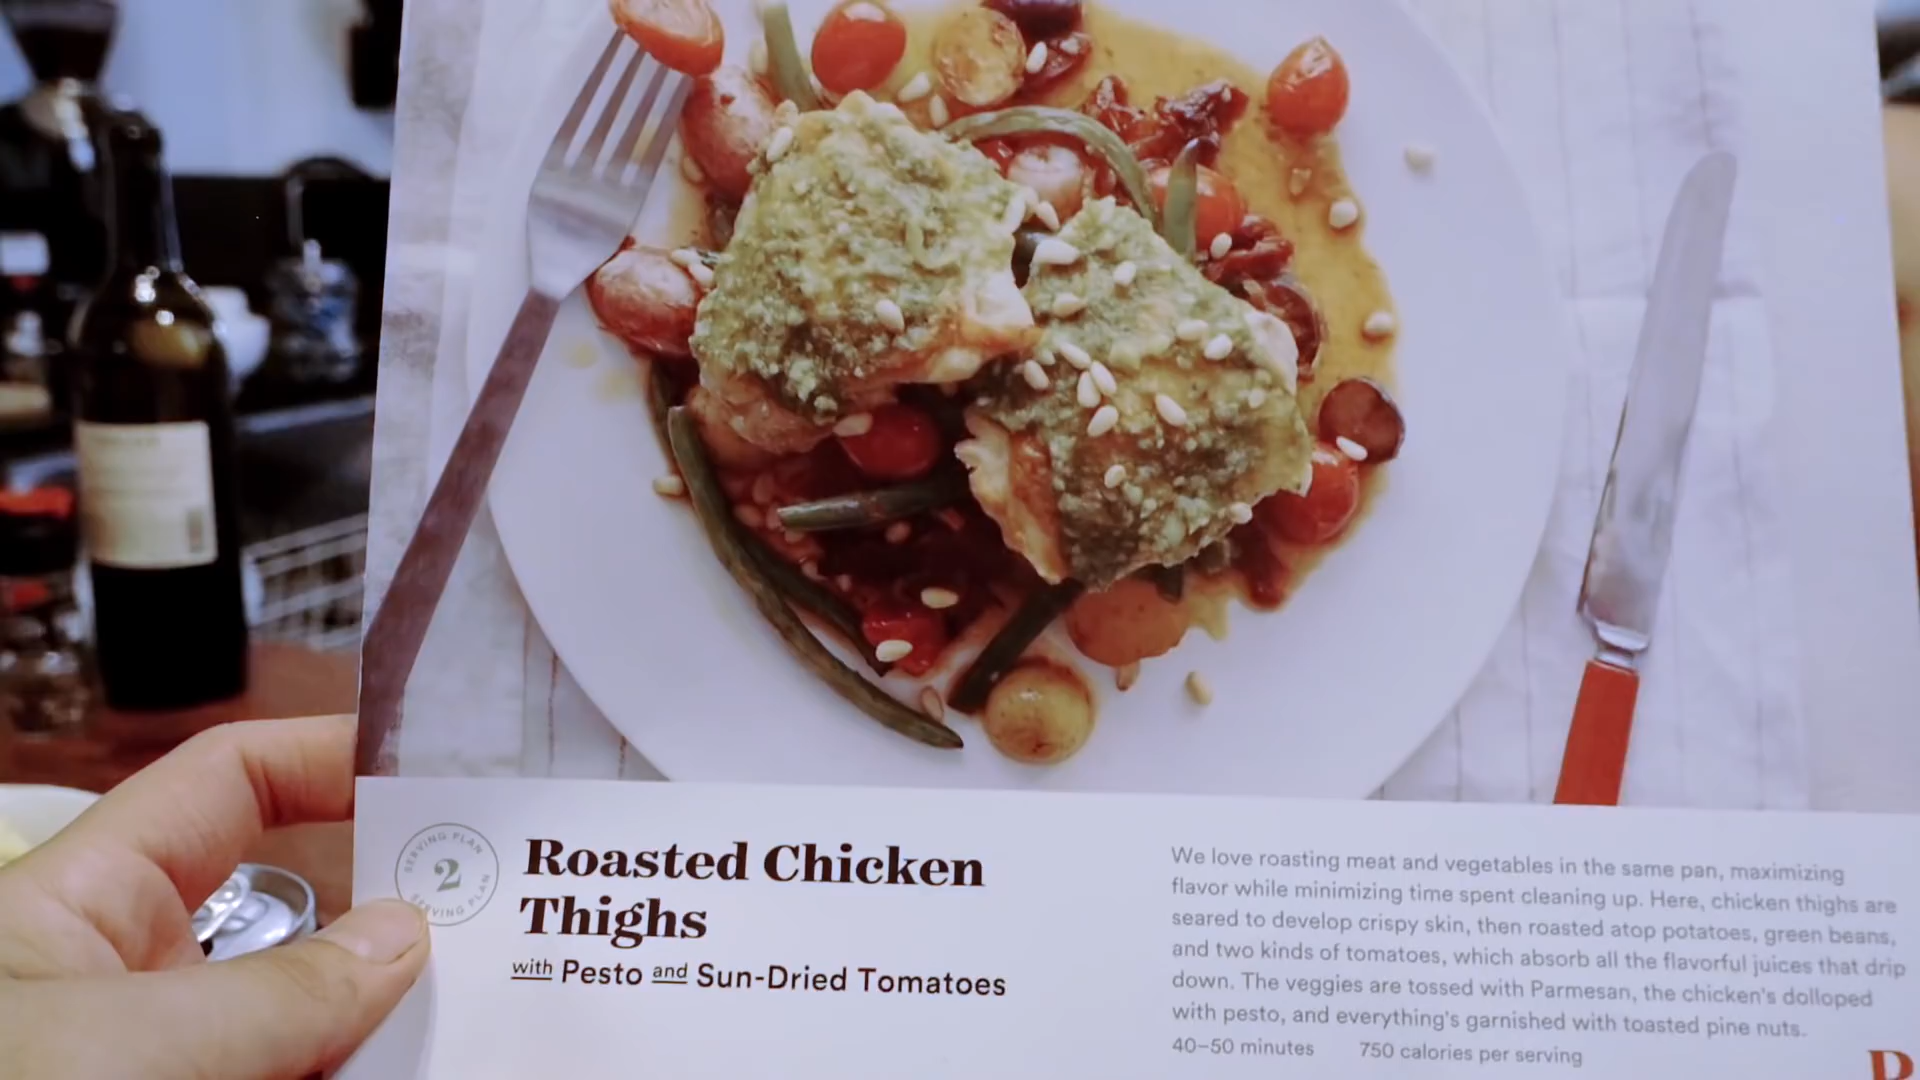 SERVING PLAN
2
SERVING PLAN
Roasted Chicken
Thighs
with Pesto and Sun-Dried Tomatoes
We love roasting meat and vegetables in the same pan, maximizing
flavor while minimizing time spent cleaning up. Here, chicken thighs are
seared to develop crispy skin, then roasted atop potatoes, green beans,
and two kinds of tomatoes, which absorb all the flavorful juices that drip
down. The veggies are tossed with Parmesan, the chicken's dolloped
with pesto, and everything's garnished with toasted pine nuts.
40–50 minutes 750 calories per serving